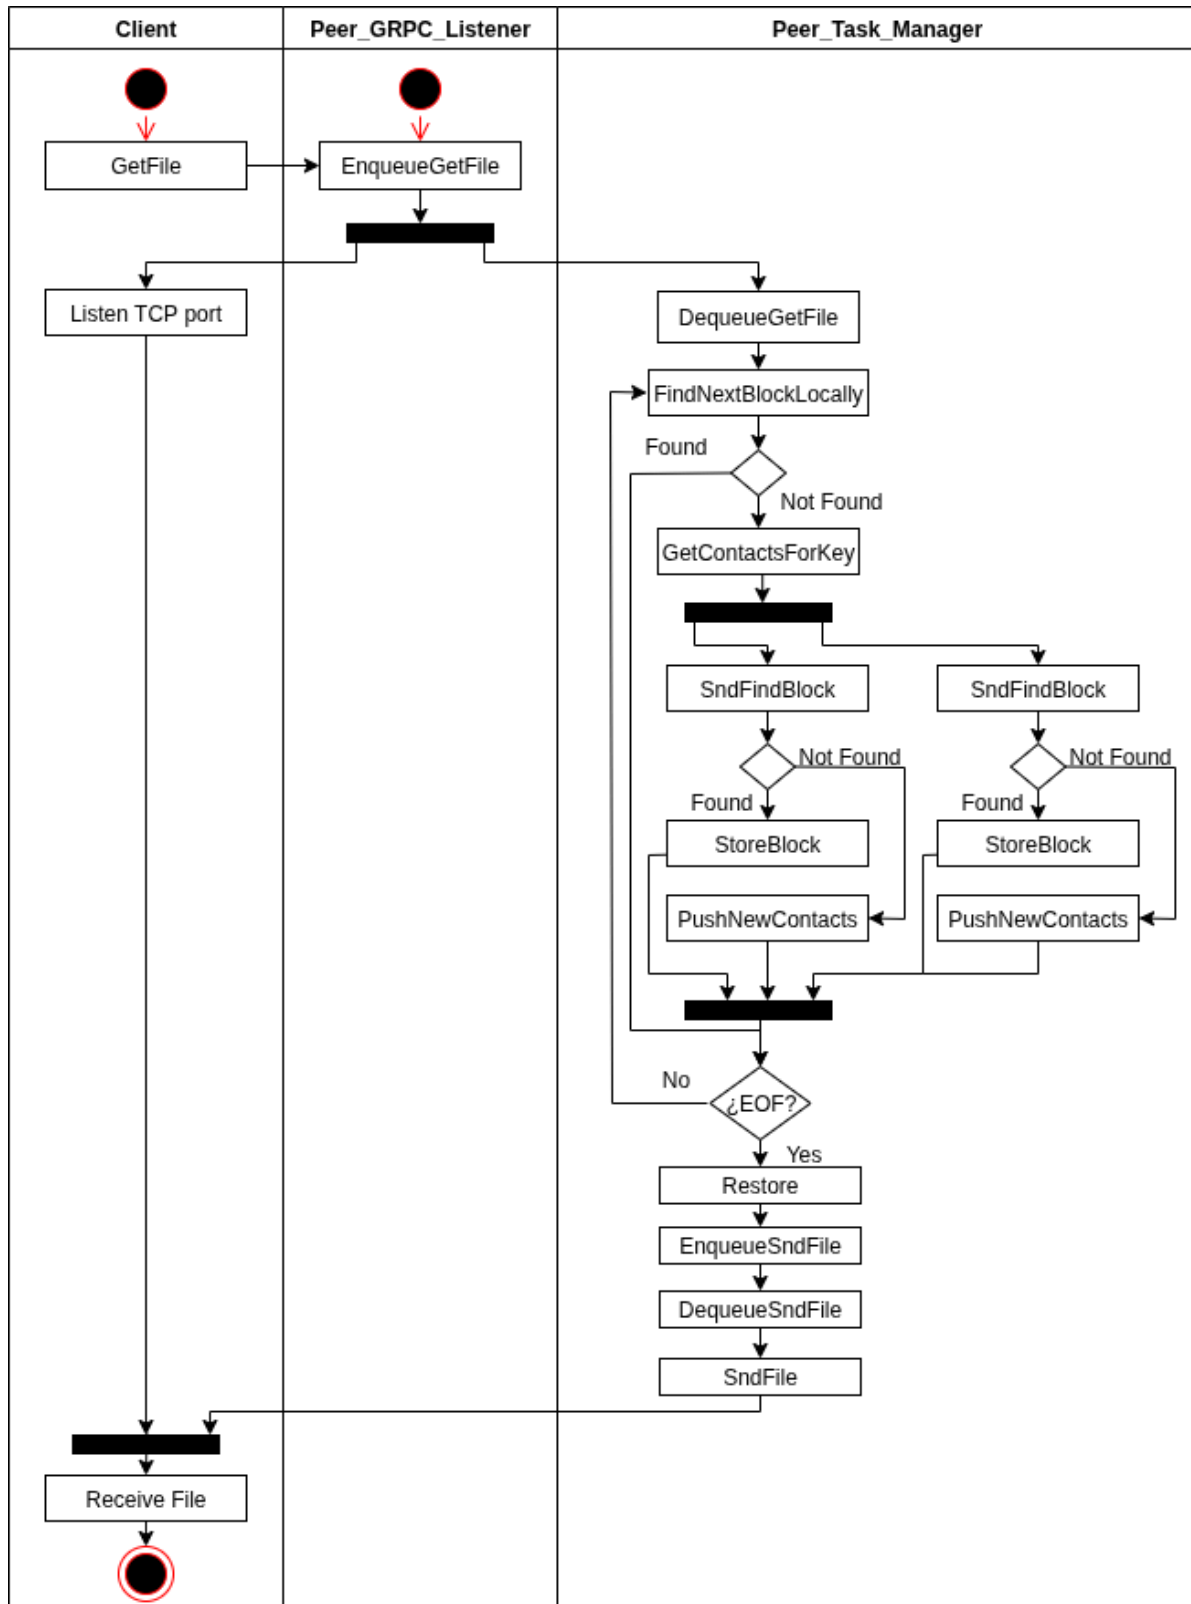 Client
Peer_GRPC_Listener
Peer_Task_Manager
GetFile
EnqueueGetFile
Listen TCP port
DequeueGetFile
FindNextBlockLocally
Found
Not Found
GetContactsForKey
SndFindBlock
SndFindBlock
Not Found
Not Found
Found
Found
StoreBlock
StoreBlock
PushNewContacts
PushNewContacts
No
¿EOF?
Yes
Restore
EnqueueSndFile
DequeueSndFile
SndFile
Receive File